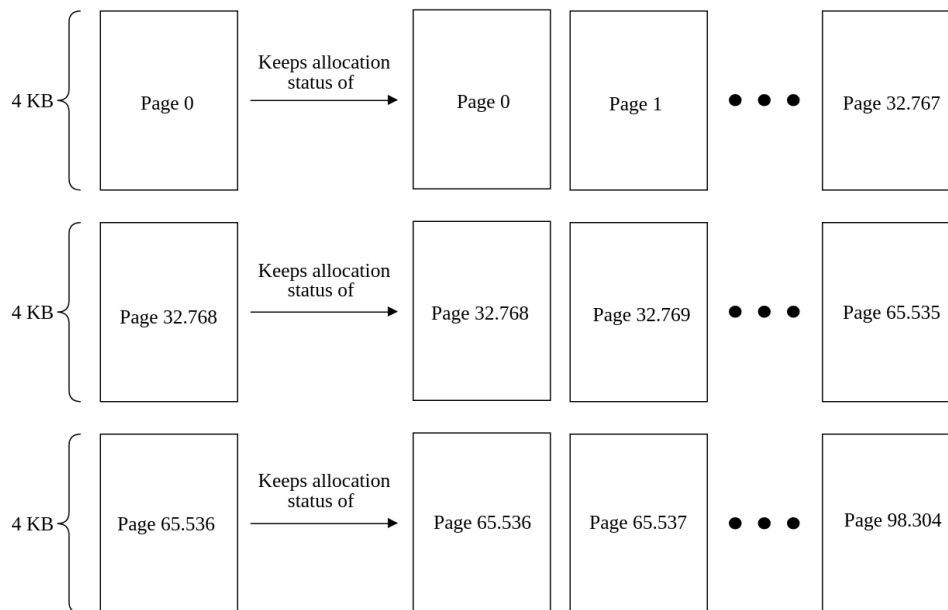 4 KB
Page 0
Keeps allocation
status of
Page 0
Page 1
Page 32.767
4 KB
Page 32.768
Keeps allocation
status of
Page 32.768
Page 32.769
Page 65.535
4 KB
Page 65.536
Keeps allocation
status of
Page 65.536
Page 65.537
Page 98.304